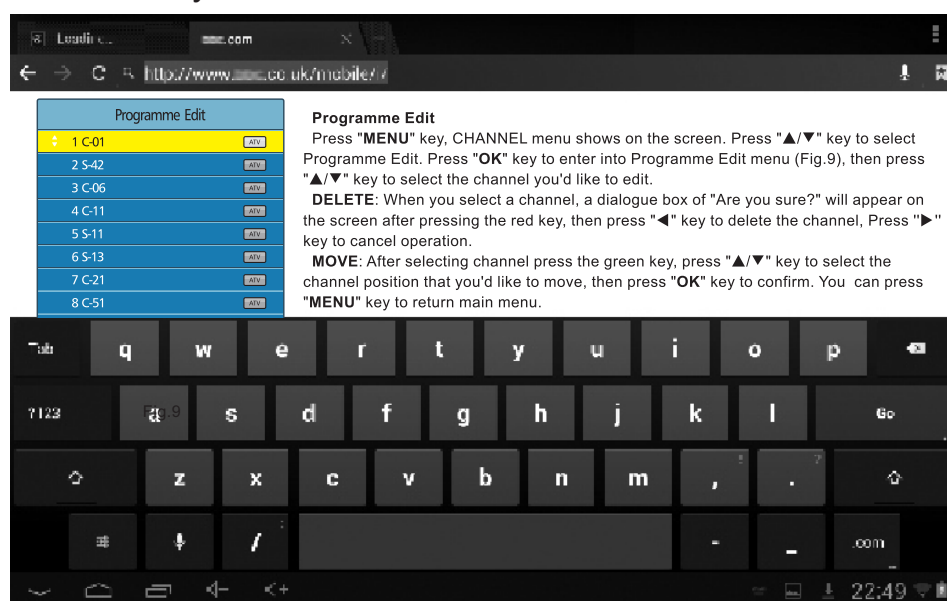 .com
Programme Edit
1 C-01 ATV
2 S-42 ATV
3 C-06 ATV
4 C-11 ATV
5 S-11 ATV
6 S-13 ATV
7 C-21 ATV
8 C-51 ATV
Programme Edit
Press "MENU" key, CHANNEL menu shows on the screen. Press "▲/▼" key to select
Programme Edit. Press "OK" key to enter into Programme Edit menu (Fig.9), then press
"▲/▼" key to select the channel you'd like to edit.
DELETE: When you select a channel, a dialogue box of "Are you sure?" will appear on
the screen after pressing the red key, then press "◀" key to delete the channel, Press "▶"
key to cancel operation.
MOVE: After selecting channel press the green key, press "▲/▼" key to select the
channel position that you'd like to move, then press "OK" key to confirm. You can press
"MENU" key to return main menu.
Tab q w e r t y u i o p
?123 a s d f g h j k l Go
Fig.9
z x c v b n m , ! . ?
/ : - _ .com
22:49